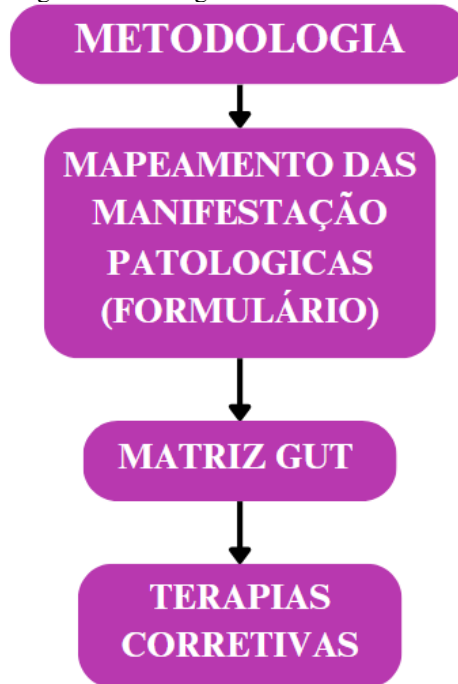 METODOLOGIA
MAPEAMENTO DAS
MANIFESTAÇÃO
PATOLOGICAS
(FORMULÁRIO)
MATRIZ GUT
TERAPIAS
CORRETIVAS